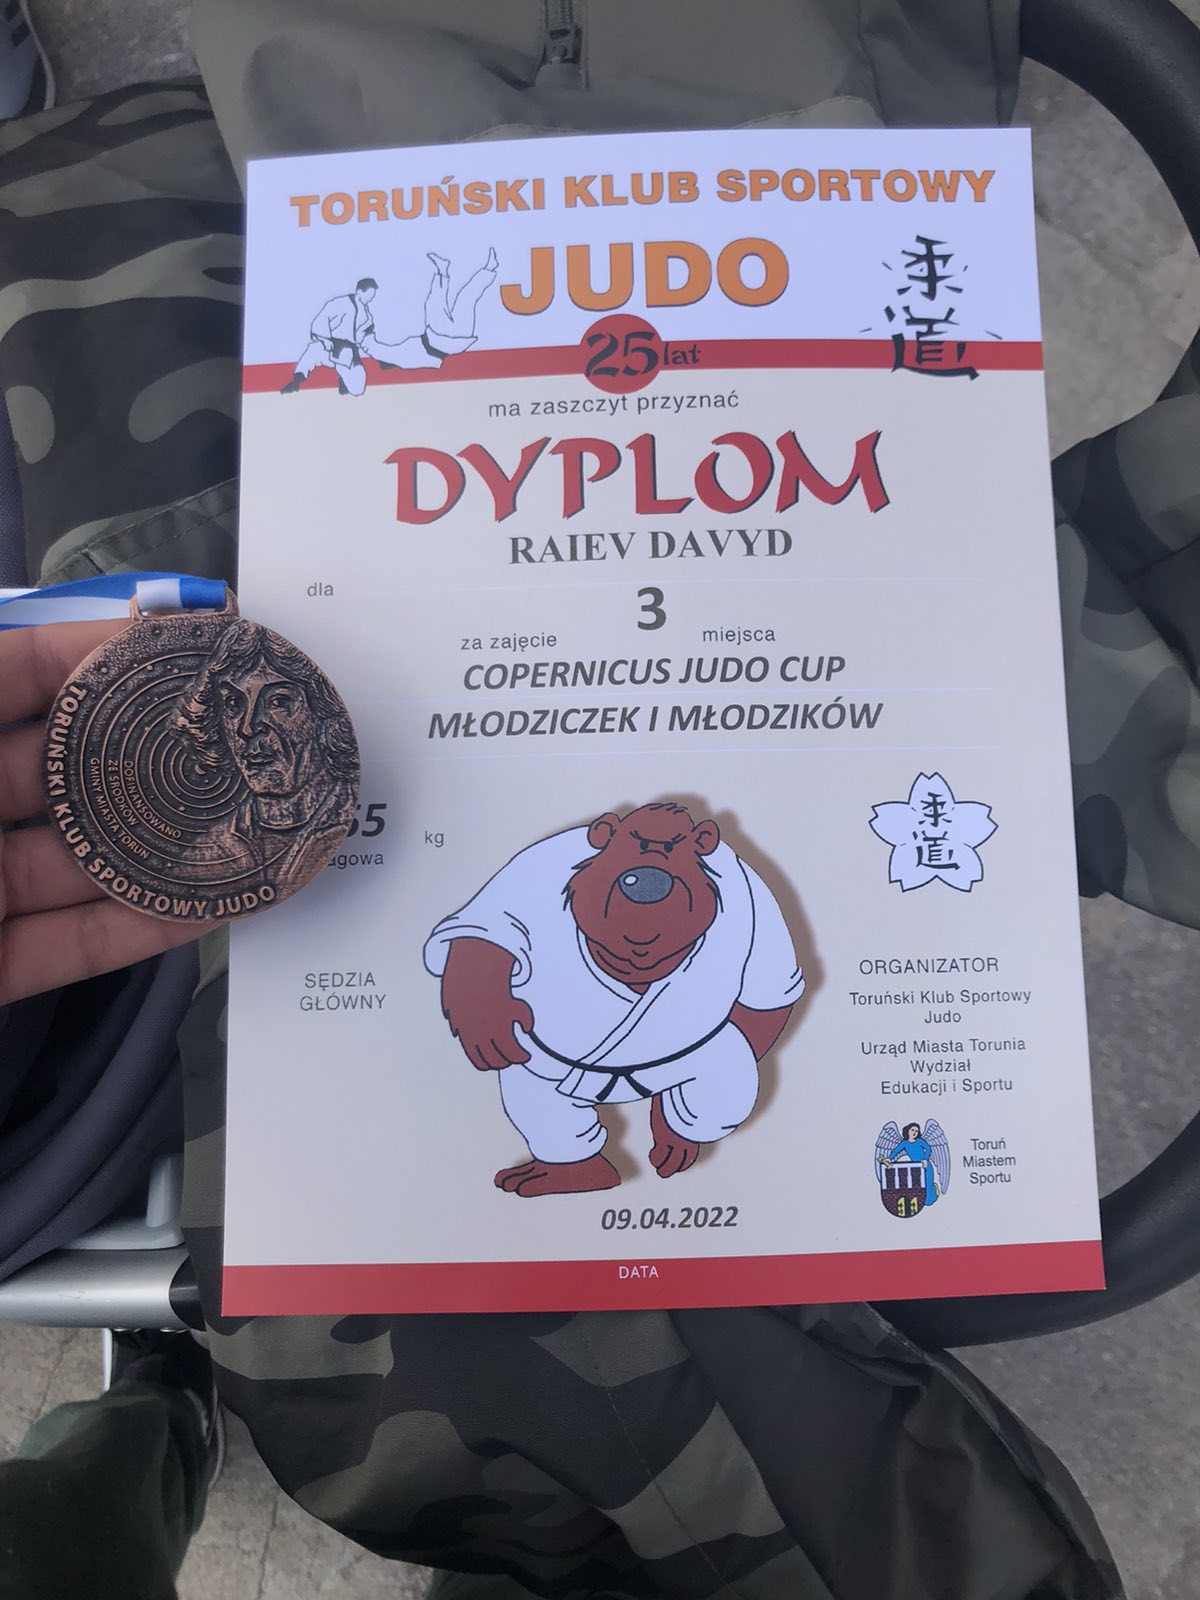 TORUŃSKI KLUB SPORTOWY
JUDO
柔道
25 lat
ma zaszczyt przyznać
DYPLOM
RAIEV DAVYD
dla
3
za zajęcie miejsca
COPERNICUS JUDO CUP
MŁODZICZEK I MŁODZIKÓW
55 kg
SĘDZIA
GŁÓWNY
柔道
ORGANIZATOR
Toruński Klub Sportowy
Judo
Urząd Miasta Torunia
Wydział
Edukacji i Sportu
Toruń
Miastem
Sportu
09.04.2022
DATA
TORUŃSKI KLUB SPORTOWY JUDO
DOFINANSOWANO
ZE ŚRODKÓW
GMINY MIASTA TORUŃ